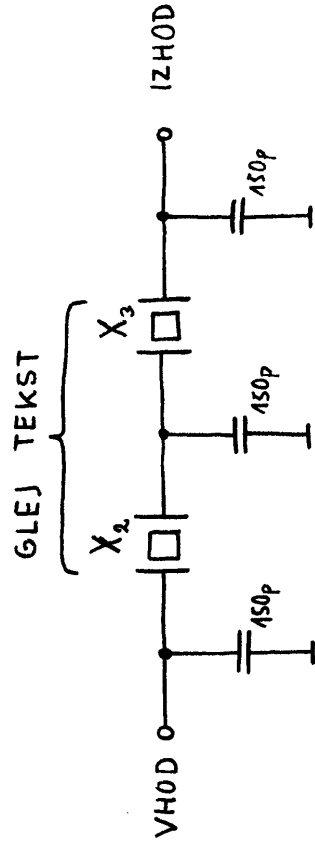 GLEJ TEKST
X₂
X₃
VHOD
IZHOD
150p
150p
150p